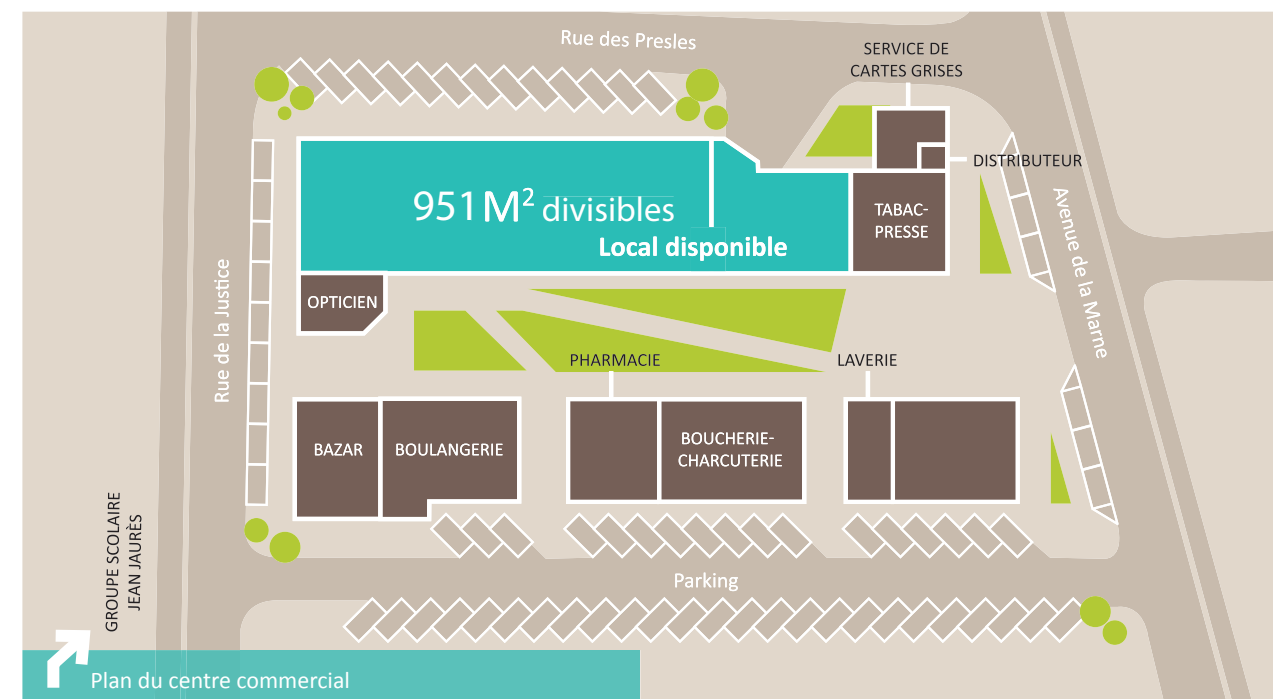 Rue des Presles
SERVICE DE
CARTES GRISES
DISTRIBUTEUR
951 M² divisibles
Local disponible
TABAC-
PRESSE
Avenue de la Marne
OPTICIEN
Rue de la Justice
PHARMACIE
LAVERIE
BAZAR
BOULANGERIE
BOUCHERIE-
CHARCUTERIE
GROUPE SCOLAIRE
JEAN JAURÈS
Parking
Plan du centre commercial